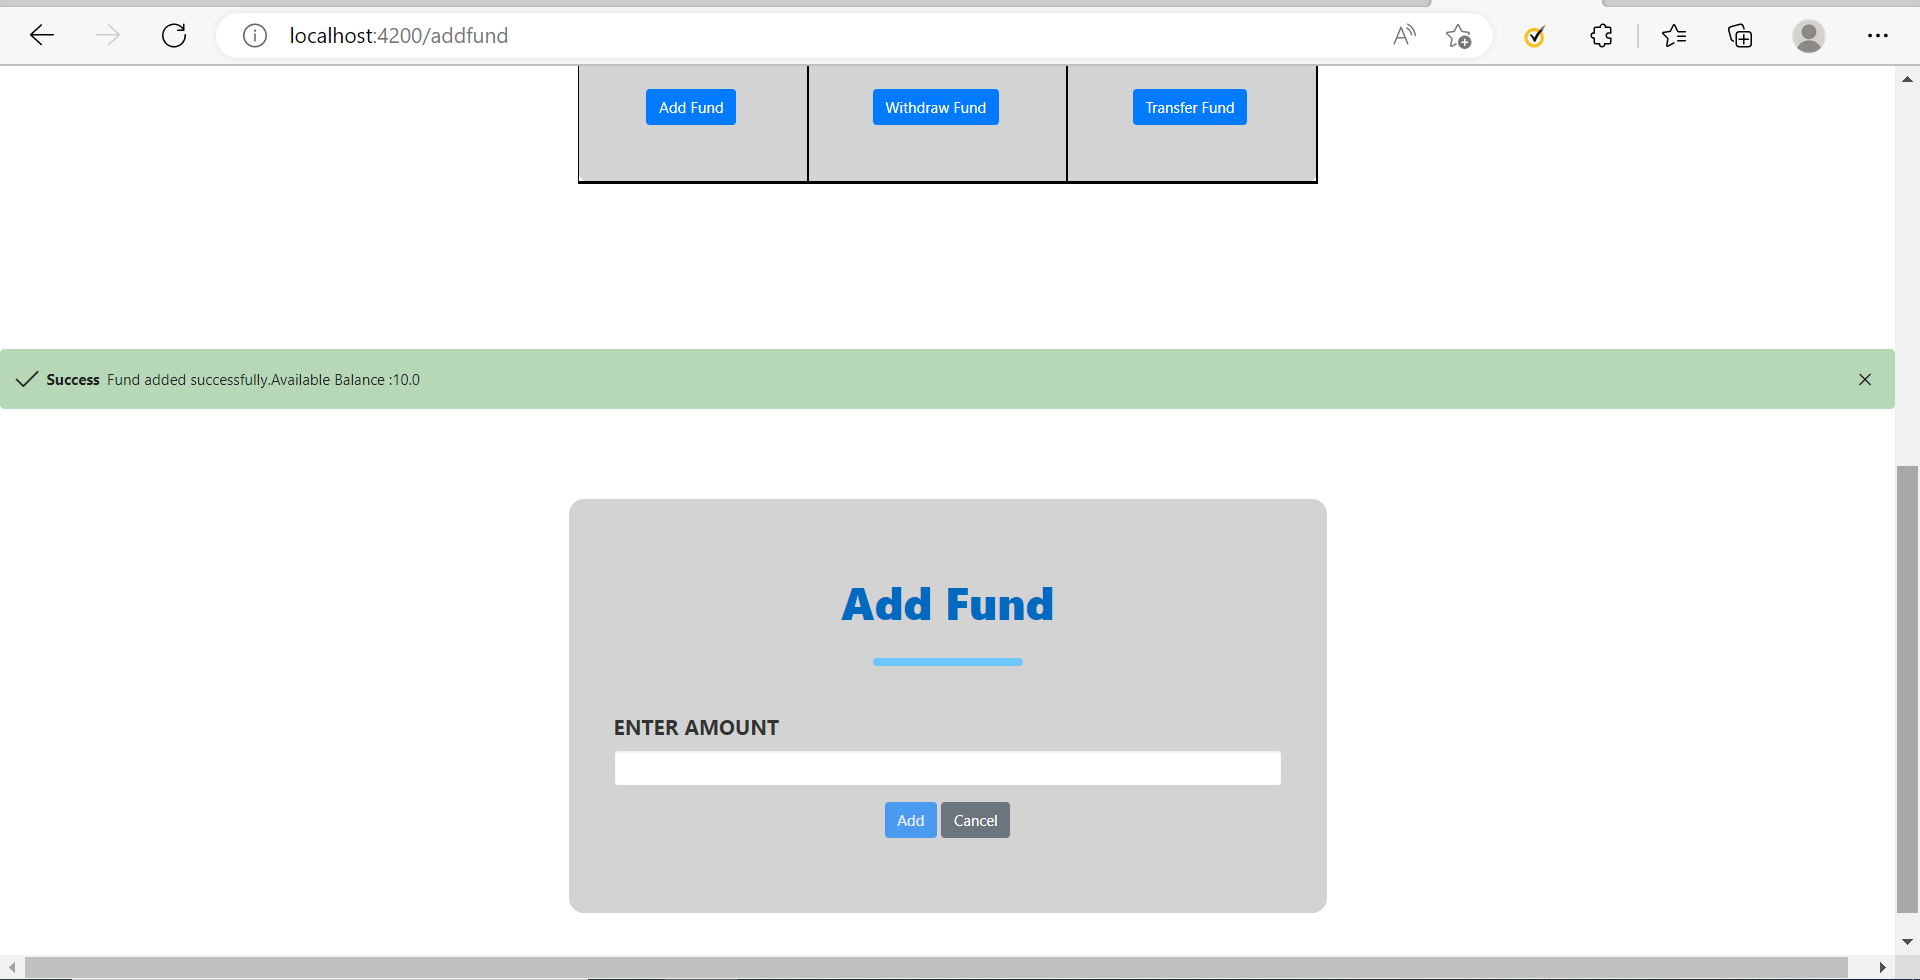 localhost:4200/addfund
Add Fund Withdraw Fund Transfer Fund
Success Fund added successfully.Available Balance :10.0
Add Fund
ENTER AMOUNT
Add Cancel